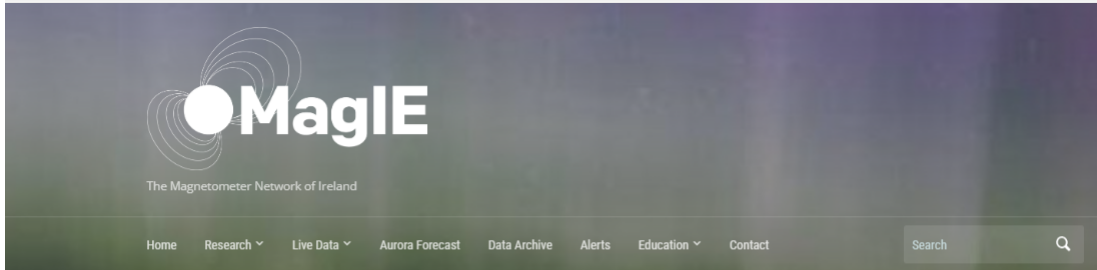 MagIE
The Magnetometer Network of Ireland
Home Research Live Data Aurora Forecast Data Archive Alerts Education Contact Search